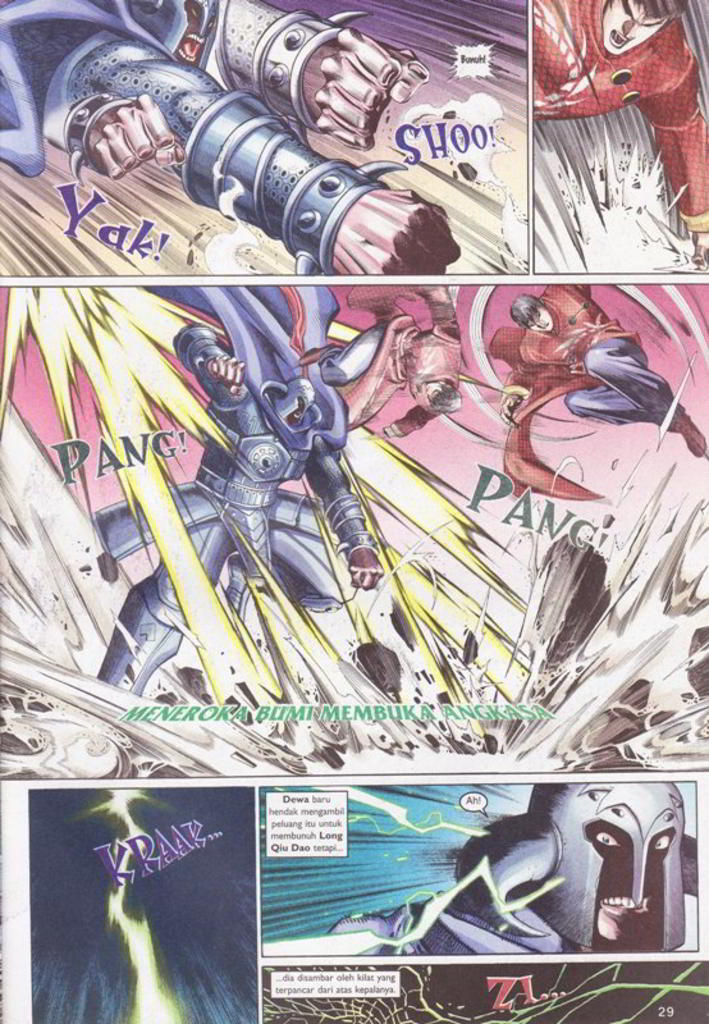 Bunuh!
SHOO!
Yak!
PANG!
PANG!
MENEROKA BUMI MEMBUKA ANGKASA
KRAAK...
Dewa baru
hendak mengambil
peluang itu untuk
membunuh Long
Qiu Dao tetapi...
Ah!
...dia disambar oleh kilat yang
terpancar dari atas kepalanya.
ZA...
29